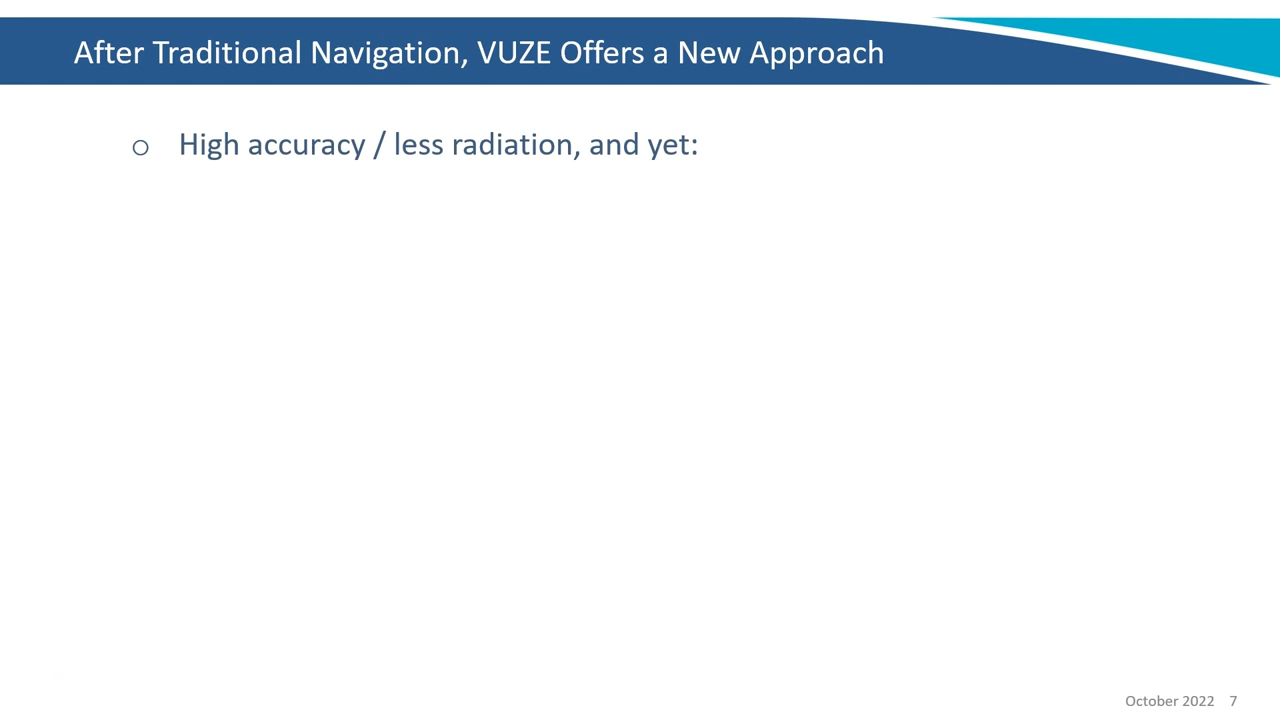 After Traditional Navigation, VUZE Offers a New Approach
o High accuracy / less radiation, and yet:
October 2022 7